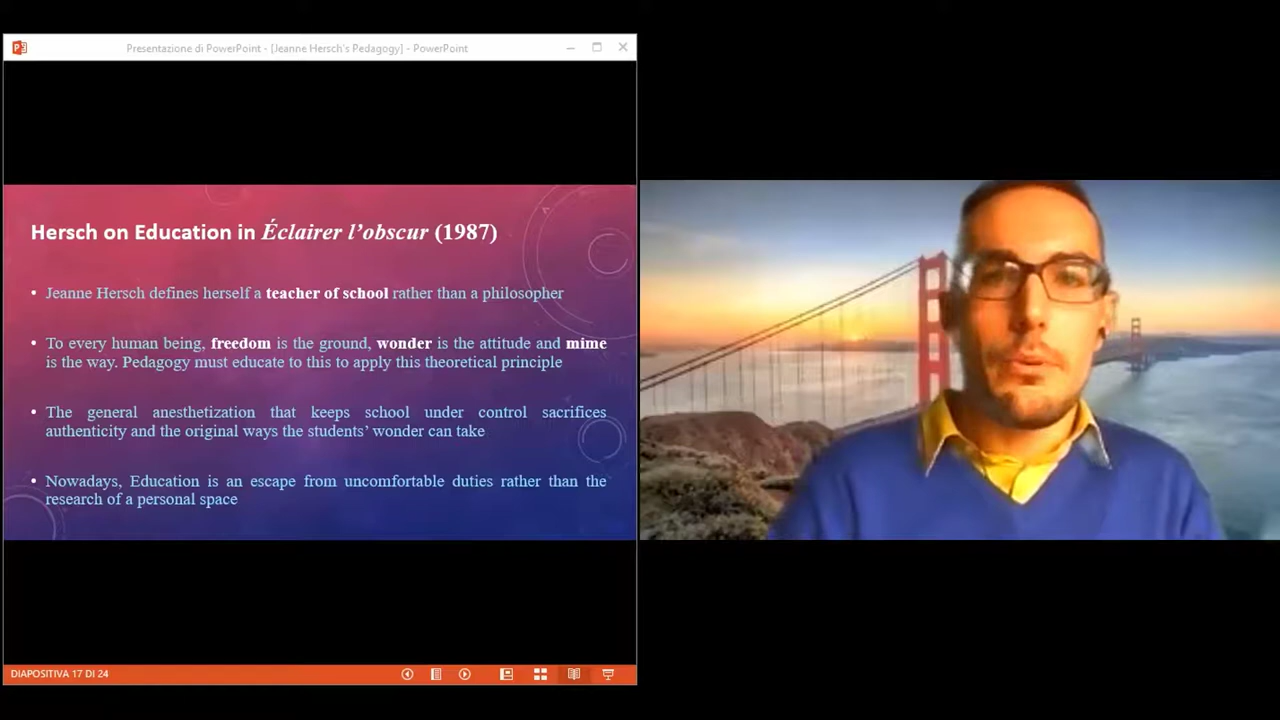 Presentazione di PowerPoint - [Jeanne Hersch's Pedagogy] - PowerPoint
Hersch on Education in Éclairer l’obscur (1987)
• Jeanne Hersch defines herself a teacher of school rather than a philosopher
• To every human being, freedom is the ground, wonder is the attitude and mime
is the way. Pedagogy must educate to this to apply this theoretical principle
• The general anesthetization that keeps school under control sacrifices
authenticity and the original ways the students’ wonder can take
• Nowadays, Education is an escape from uncomfortable duties rather than the
research of a personal space
DIAPOSITIVA 17 DI 24